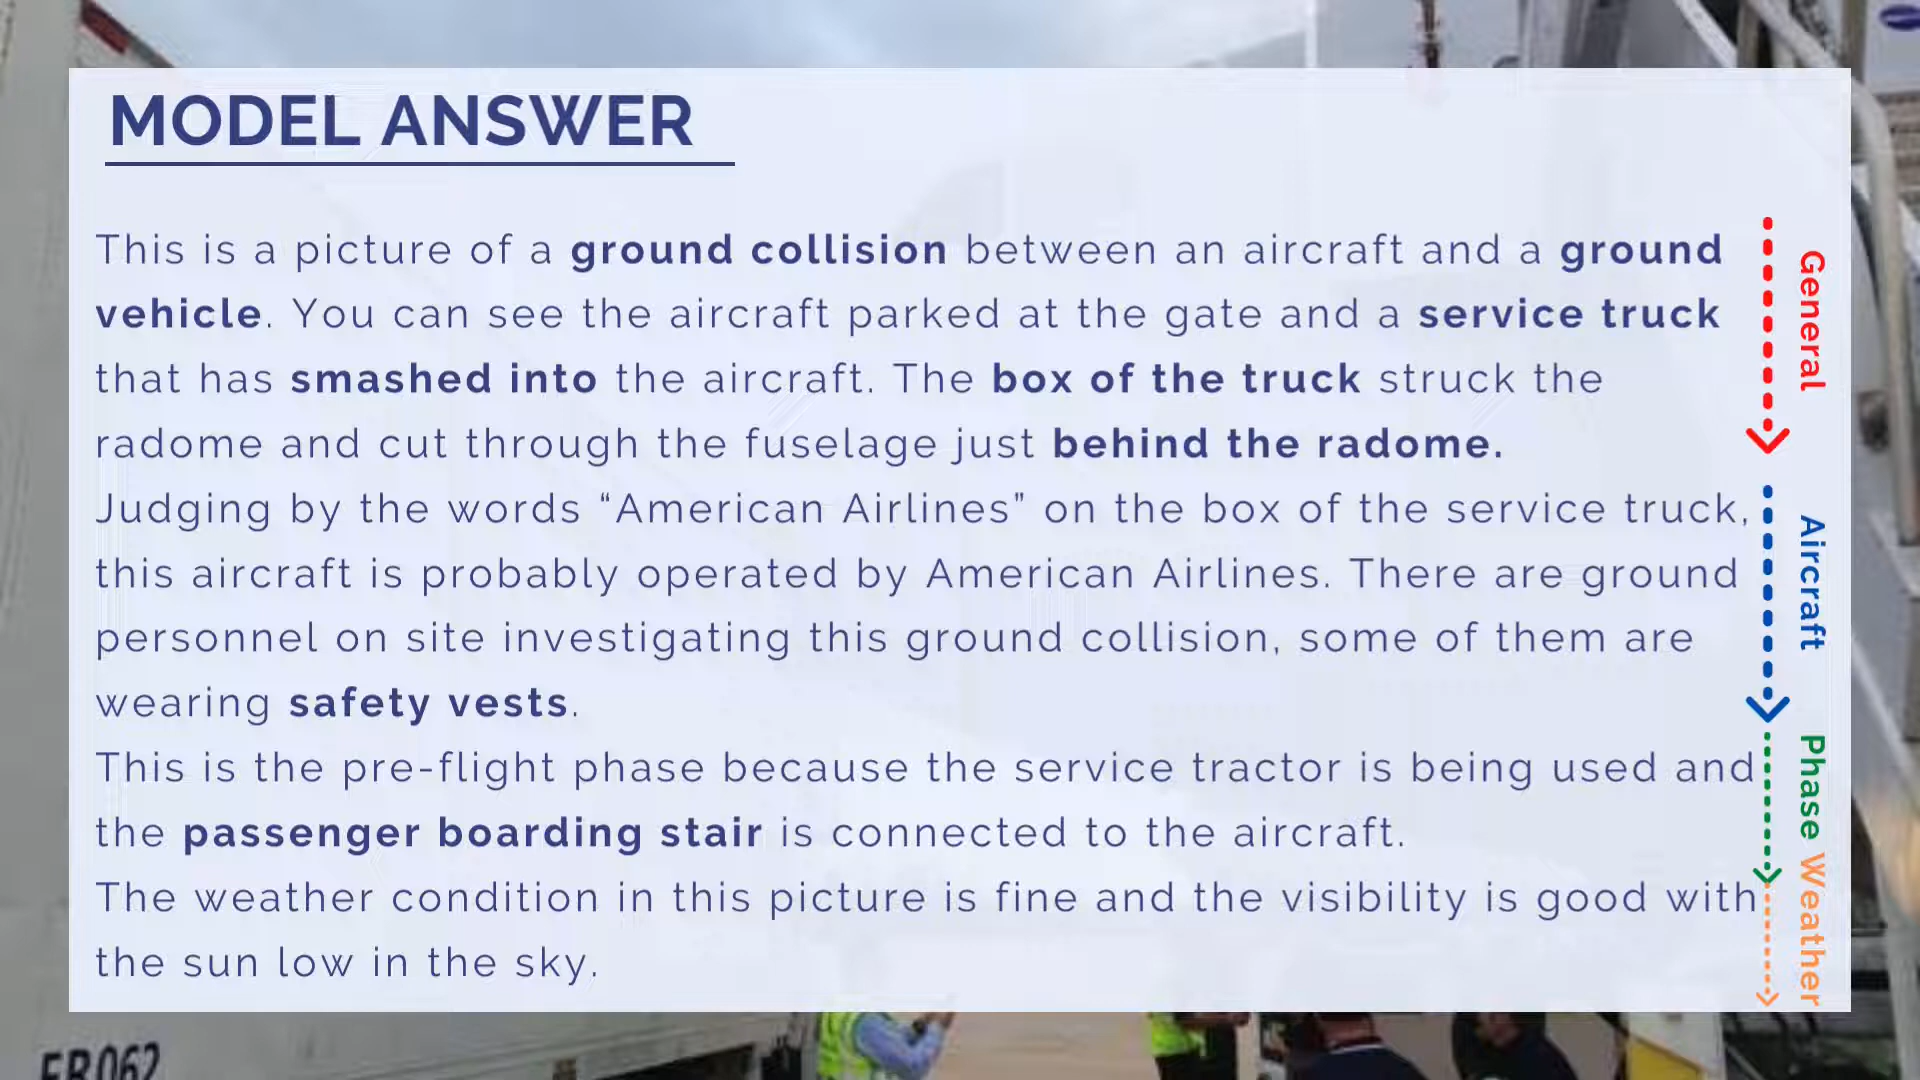 MODEL ANSWER
This is a picture of a ground collision between an aircraft and a ground
vehicle. You can see the aircraft parked at the gate and a service truck
that has smashed into the aircraft. The box of the truck struck the
radome and cut through the fuselage just behind the radome.
Judging by the words “American Airlines” on the box of the service truck,
this aircraft is probably operated by American Airlines. There are ground
personnel on site investigating this ground collision, some of them are
wearing safety vests.
This is the pre-flight phase because the service tractor is being used and
the passenger boarding stair is connected to the aircraft.
The weather condition in this picture is fine and the visibility is good with
the sun low in the sky.
General
Aircraft
Phase
Weather